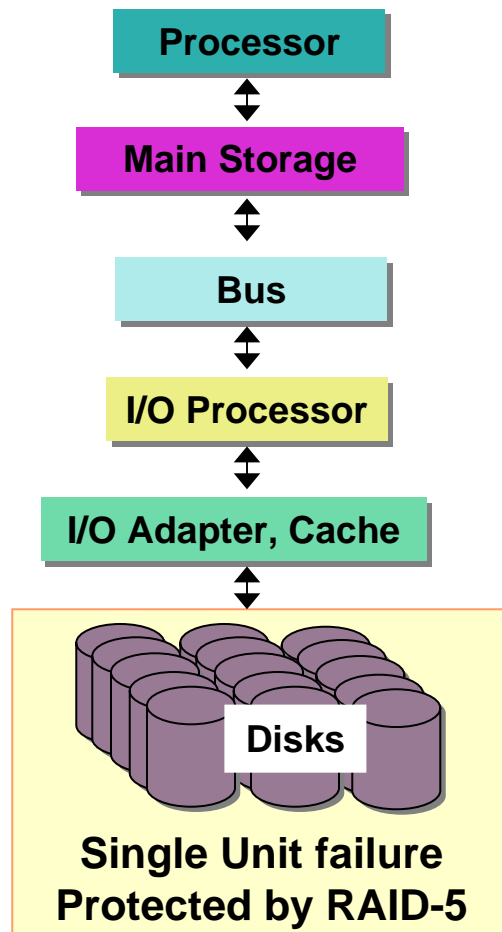 Processor
Main Storage
Bus
I/O Processor
I/O Adapter, Cache
Disks
Single Unit failure
Protected by RAID-5